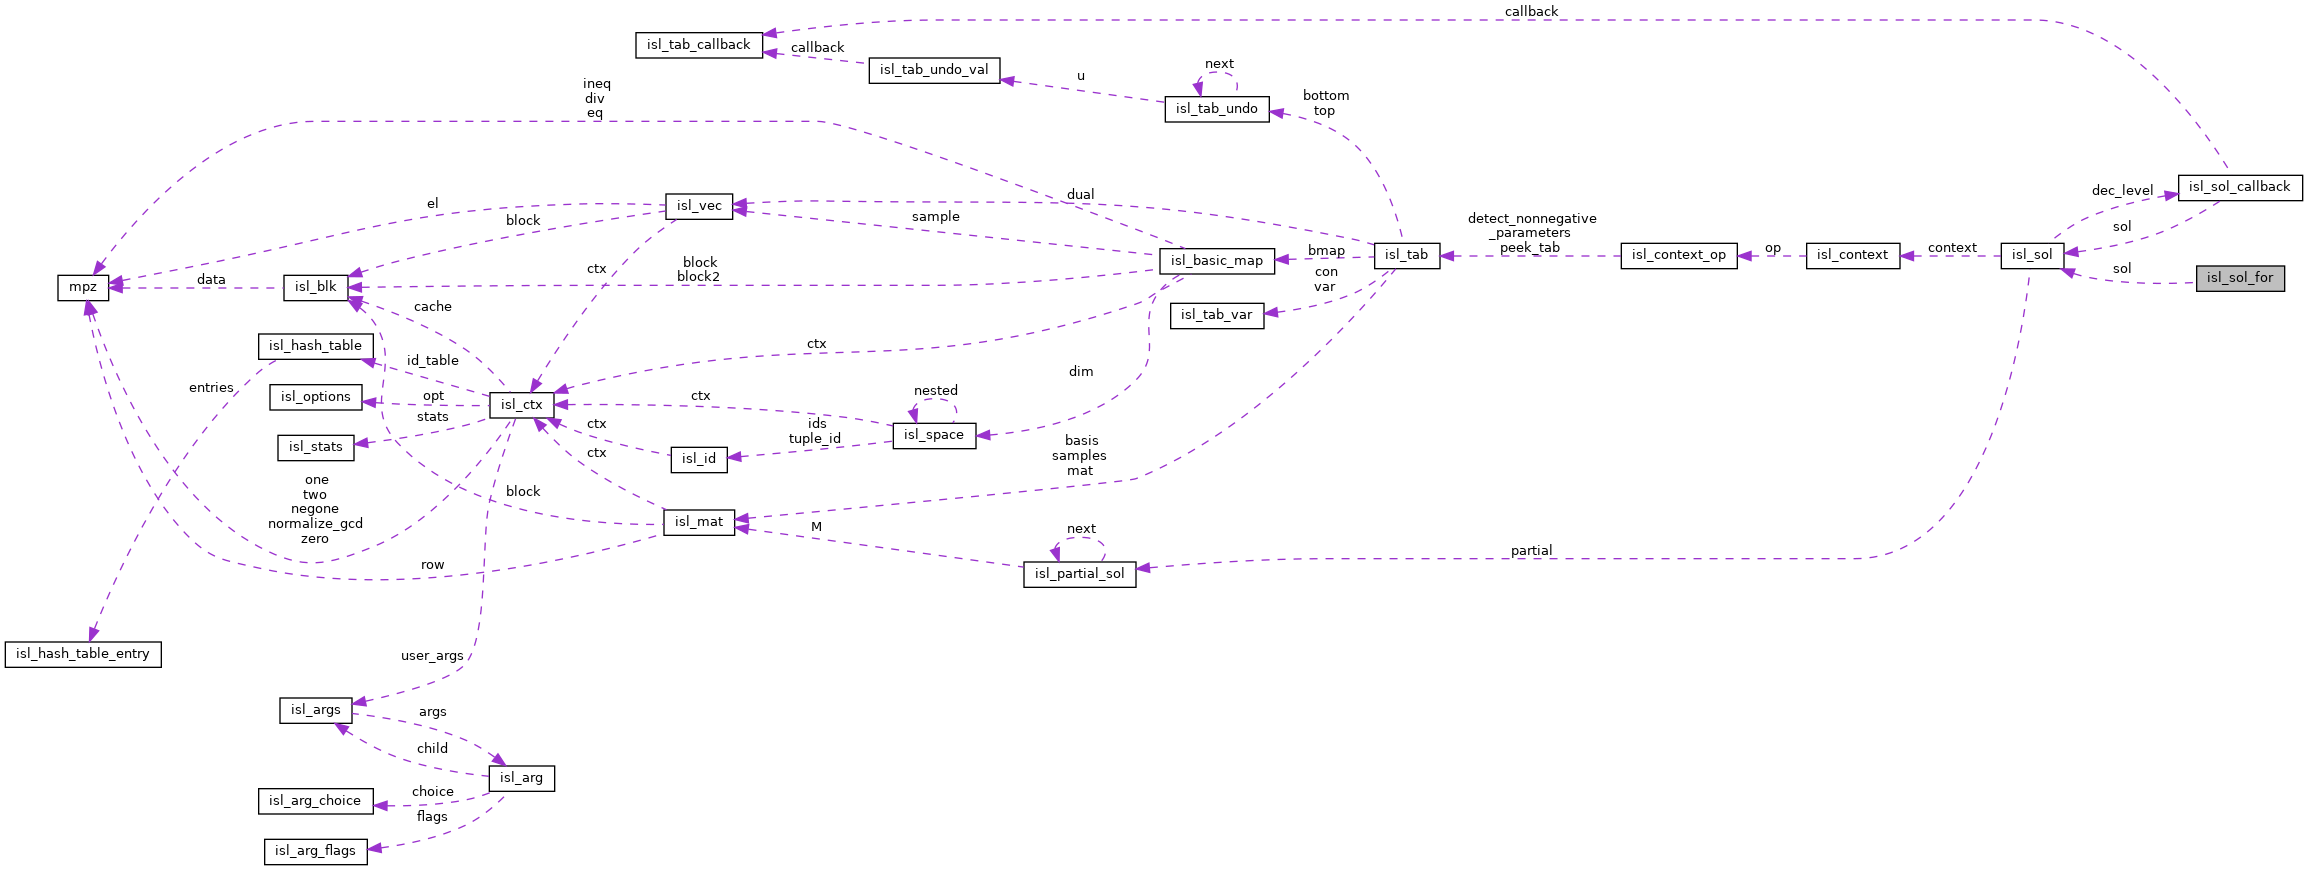 callback
isl_tab_callback
callback
isl_tab_undo_val
next
u
isl_tab_undo
bottom
top
ineq
div
eq
isl_sol_callback
dec_level
sol
dual
isl_vec
el
block
sample
detect_nonnegative
_parameters
peek_tab
isl_tab
bmap
isl_basic_map
isl_context_op
op
isl_context
context
isl_sol
sol
isl_sol_for
con
var
isl_tab_var
ctx
block
block2
mpz
data
isl_blk
cache
isl_hash_table
id_table
ctx
dim
entries
isl_options
opt
isl_ctx
stats
isl_stats
ctx
nested
isl_space
ids
tuple_id
ctx
isl_id
ctx
basis
samples
mat
one
two
negone
normalize_gcd
zero
block
isl_mat
M
next
isl_partial_sol
partial
row
isl_hash_table_entry
user_args
isl_args
args
child
isl_arg
choice
isl_arg_choice
flags
isl_arg_flags